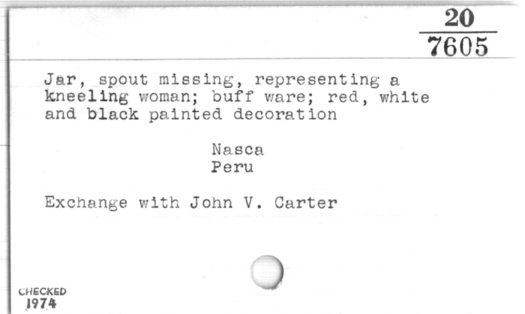 20
7605
Jar, spout missing, representing a
kneeling woman; buff ware; red, white
and black painted decoration
Nasca
Peru
Exchange with John V. Carter
CHECKED
1974